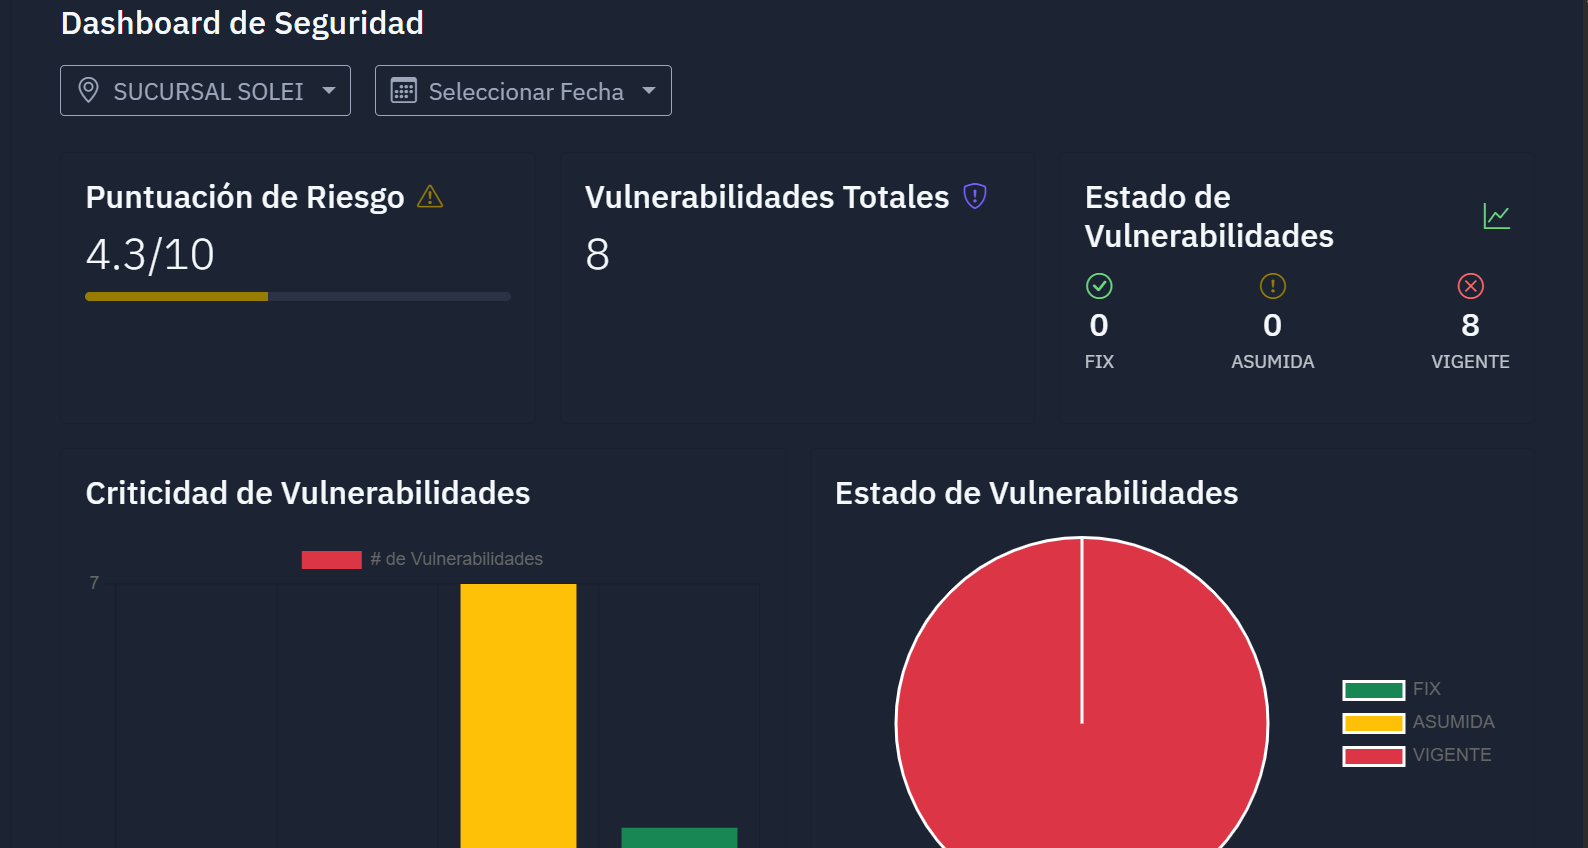 Dashboard de Seguridad
SUCURSAL SOLEI
Seleccionar Fecha
Puntuación de Riesgo
4.3/10
Vulnerabilidades Totales
8
Estado de
Vulnerabilidades
0
FIX
0
ASUMIDA
8
VIGENTE
Criticidad de Vulnerabilidades
# de Vulnerabilidades
7
Estado de Vulnerabilidades
FIX
ASUMIDA
VIGENTE